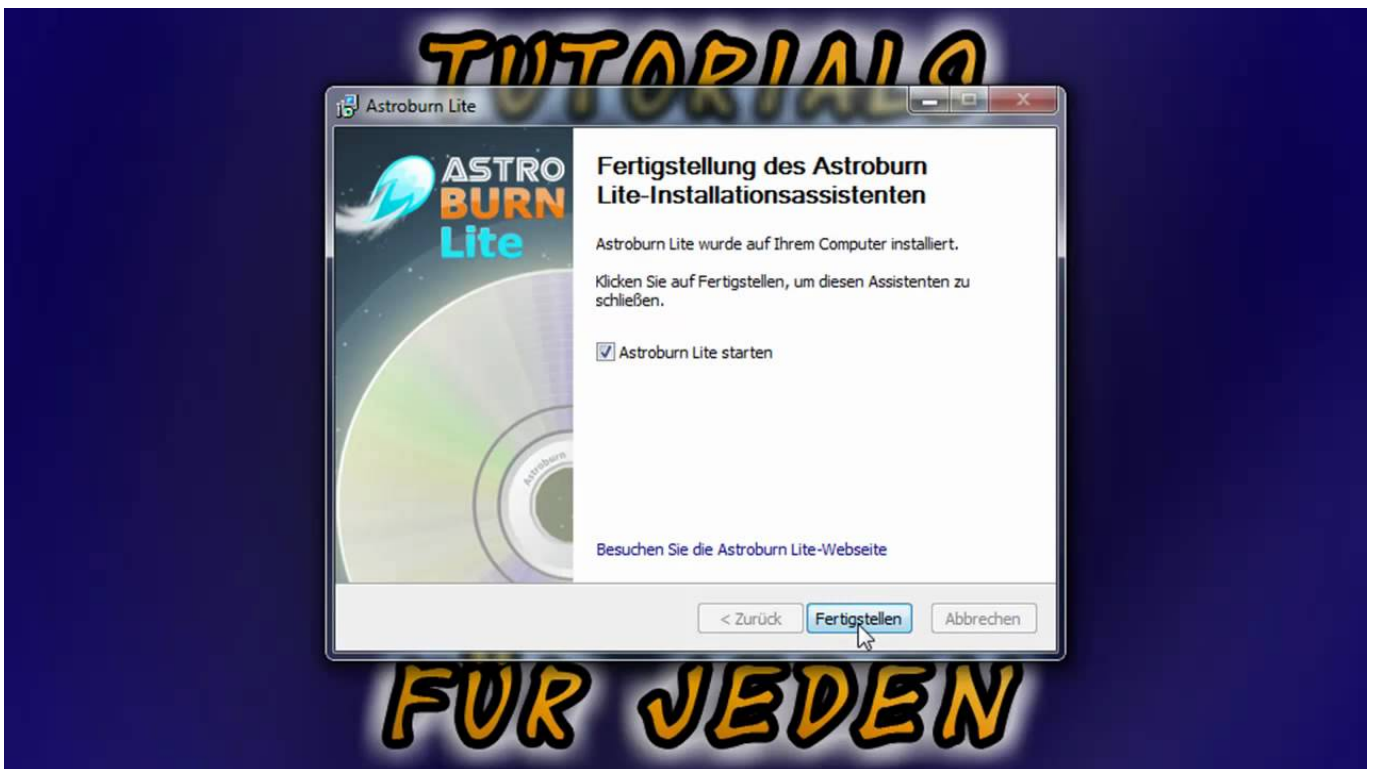 TUTORIALS
Astroburn Lite
ASTRO
BURN
Lite
Fertigstellung des Astroburn
Lite-Installationsassistenten
Astroburn Lite wurde auf Ihrem Computer installiert.
Klicken Sie auf Fertigstellen, um diesen Assistenten zu
schließen.
Astroburn Lite starten
Astroburn
Besuchen Sie die Astroburn Lite-Webseite
< Zurück Fertigstellen Abbrechen
FÜR JEDEN